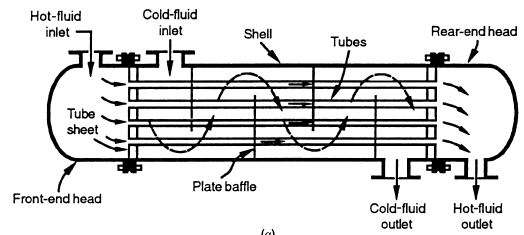 Hot-fluid
inlet
Cold-fluid
inlet
Shell
Tubes
Rear-end head
Tube
sheet
Front-end head
Plate baffle
Cold-fluid
outlet
Hot-fluid
outlet